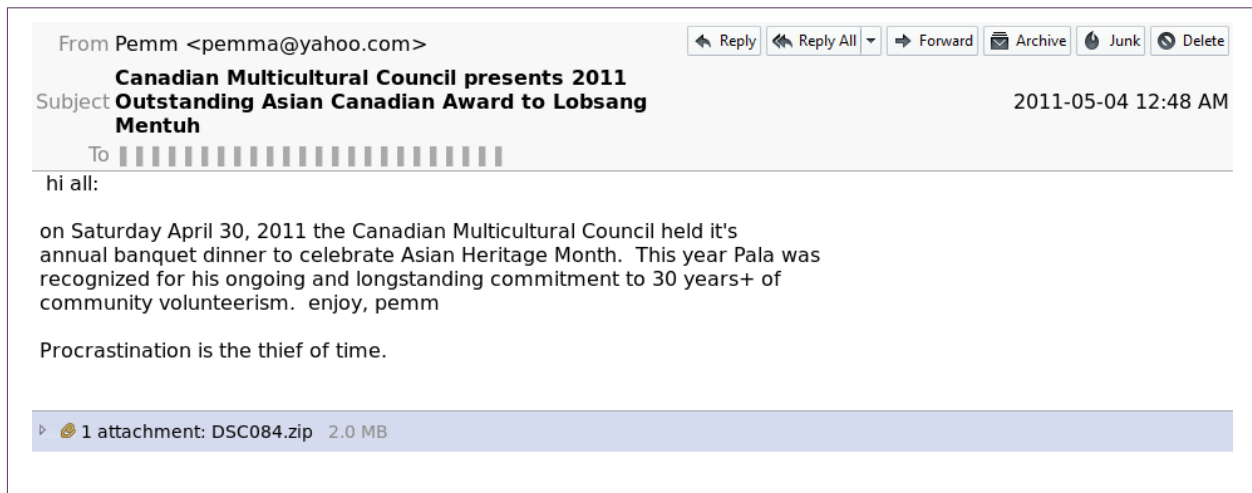 From Pemm <pemma@yahoo.com>
Reply Reply All Forward Archive Junk Delete
Subject Canadian Multicultural Council presents 2011
Outstanding Asian Canadian Award to Lobsang
Mentuh
2011-05-04 12:48 AM
To
hi all:
on Saturday April 30, 2011 the Canadian Multicultural Council held it's
annual banquet dinner to celebrate Asian Heritage Month. This year Pala was
recognized for his ongoing and longstanding commitment to 30 years+ of
community volunteerism. enjoy, pemm
Procrastination is the thief of time.
1 attachment: DSC084.zip 2.0 MB